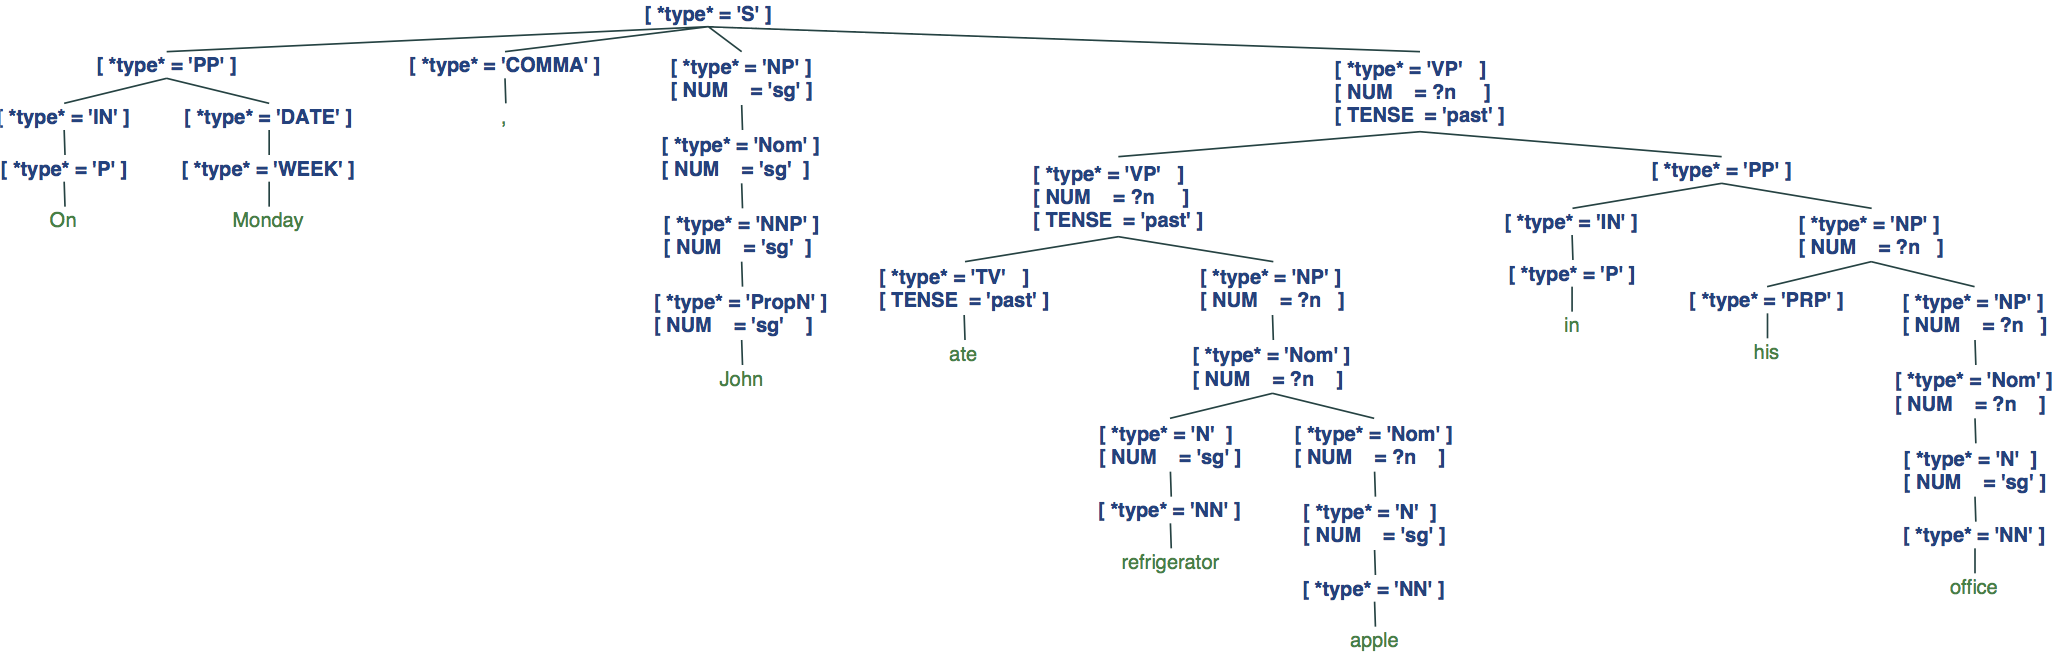 [ *type* = 'S' ]
[ *type* = 'PP' ] [ *type* = 'COMMA' ] [ *type* = 'NP' ] [ *type* = 'VP' ]
[ NUM = 'sg' ] [ NUM = ?n ]
[ TENSE = 'past' ]
[ *type* = 'IN' ] [ *type* = 'DATE' ] ,
[ *type* = 'Nom' ]
[ NUM = 'sg' ]
[ *type* = 'P' ] [ *type* = 'WEEK' ] [ *type* = 'VP' ] [ *type* = 'PP' ]
[ NUM = ?n ]
[ TENSE = 'past' ]
On Monday [ *type* = 'NNP' ] [ *type* = 'IN' ] [ *type* = 'NP' ]
[ NUM = 'sg' ] [ NUM = ?n ]
[ *type* = 'TV' ] [ *type* = 'NP' ] [ *type* = 'P' ]
[ TENSE = 'past' ] [ NUM = ?n ]
[ *type* = 'PropN' ] [ *type* = 'PRP' ] [ *type* = 'NP' ]
[ NUM = 'sg' ] in [ NUM = ?n ]
ate [ *type* = 'Nom' ] his
John [ NUM = ?n ] [ *type* = 'Nom' ]
[ NUM = ?n ]
[ *type* = 'N' ] [ *type* = 'Nom' ]
[ NUM = 'sg' ] [ NUM = ?n ] [ *type* = 'N' ]
[ NUM = 'sg' ]
[ *type* = 'NN' ] [ *type* = 'N' ]
[ NUM = 'sg' ] [ *type* = 'NN' ]
refrigerator
[ *type* = 'NN' ] office
apple